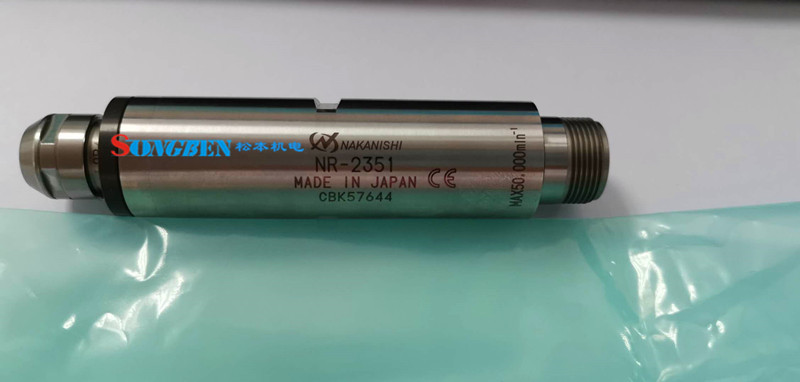 SONGBEN 松本机电
NAKANISHI
NR-2351
MADE IN JAPAN CE
CBK57644
MAX50,000min⁻¹